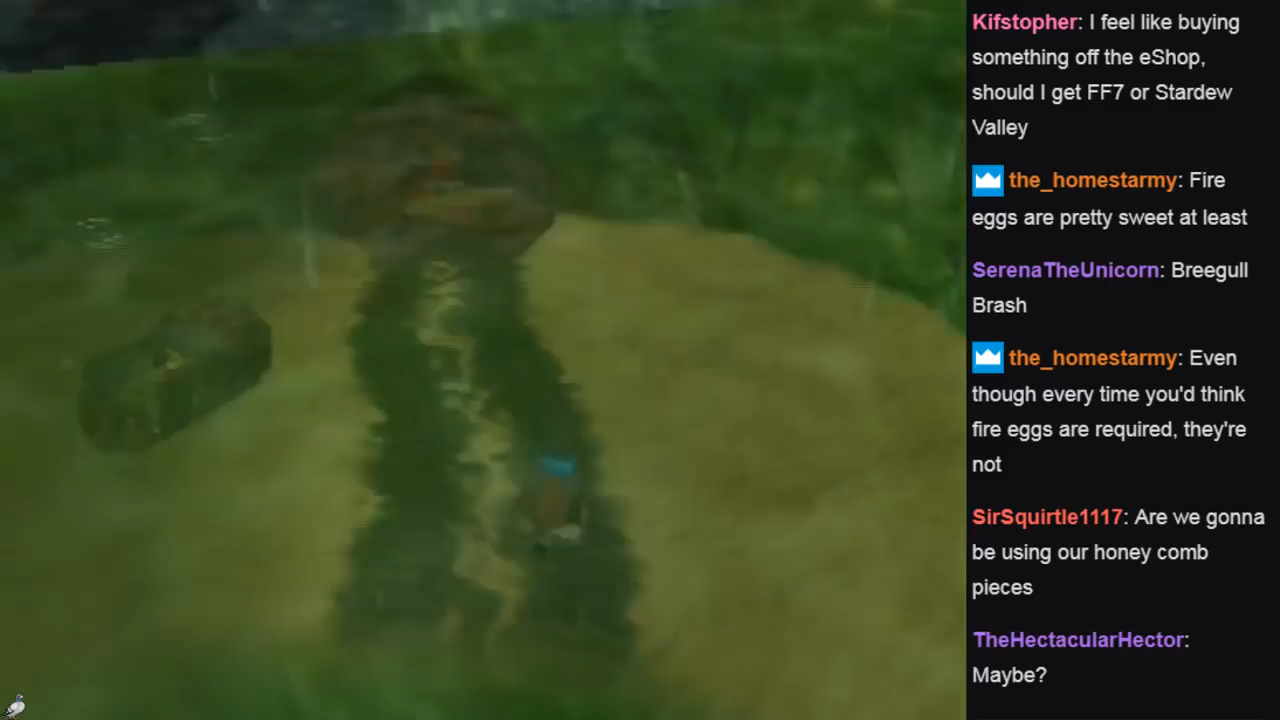 Kifstopher: I feel like buying
something off the eShop,
should I get FF7 or Stardew
Valley
the_homestarmy: Fire
eggs are pretty sweet at least
SerenaTheUnicorn: Breegull
Brash
the_homestarmy: Even
though every time you'd think
fire eggs are required, they're
not
SirSquirtle1117: Are we gonna
be using our honey comb
pieces
TheHectacularHector:
Maybe?